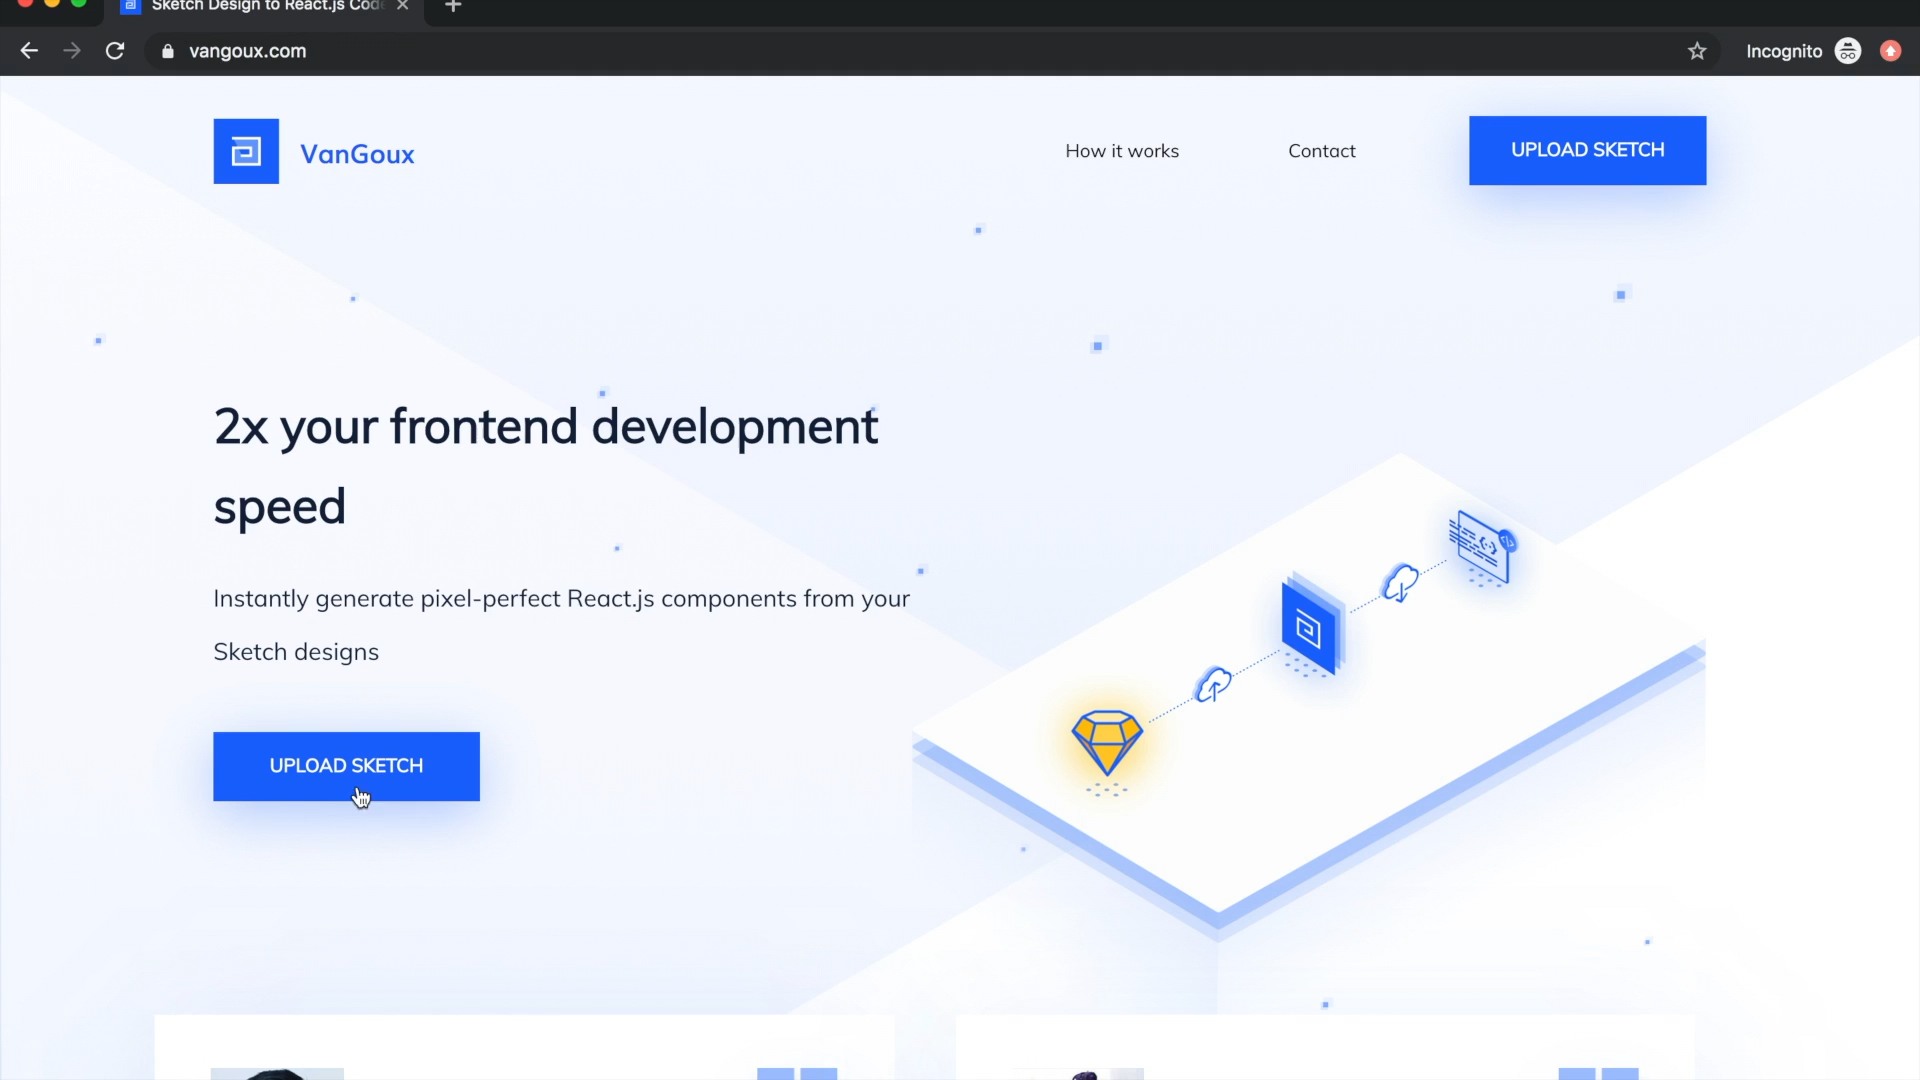 Sketch Design to React.js Code
vangoux.com
Incognito
VanGoux
How it works
Contact
UPLOAD SKETCH
2x your frontend development
speed
Instantly generate pixel-perfect React.js components from your
Sketch designs
UPLOAD SKETCH